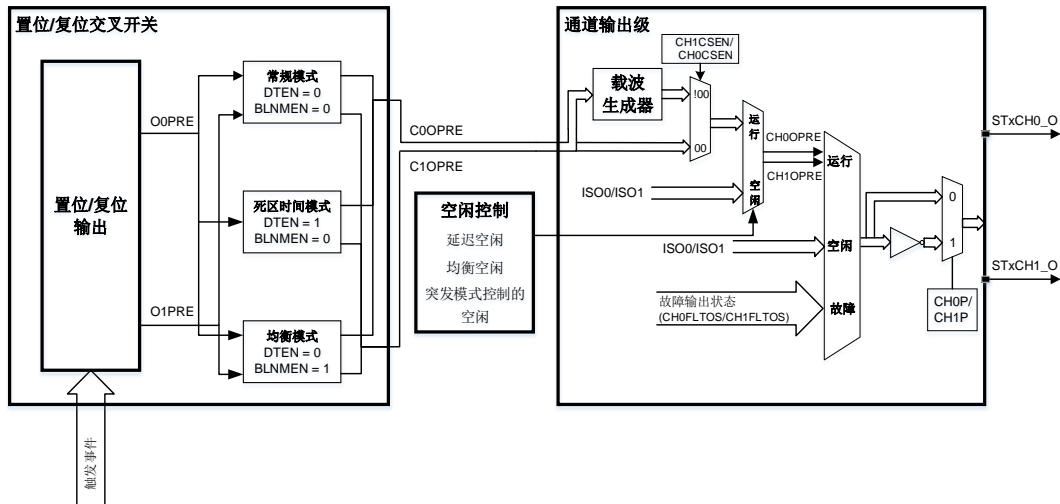 置位/复位交叉开关
置位/复位
输出
O0PRE
O1PRE
触发事件
常规模式
DTEN = 0
BLNMEN = 0
死区时间模式
DTEN = 1
BLNMEN = 0
均衡模式
DTEN = 0
BLNMEN = 1
C0OPRE
C1OPRE
空闲控制
延迟空闲
均衡空闲
突发模式控制的
空闲
通道输出级
CH1CSEN/
CH0CSEN
载波
生成器
!00
00
运行
空闲
ISO0/ISO1
CH0OPRE
CH1OPRE
运行
空闲
故障
ISO0/ISO1
故障输出状态
(CH0FLTOS/CH1FLTOS)
0
1
CH0P/
CH1P
STxCH0_O
STxCH1_O